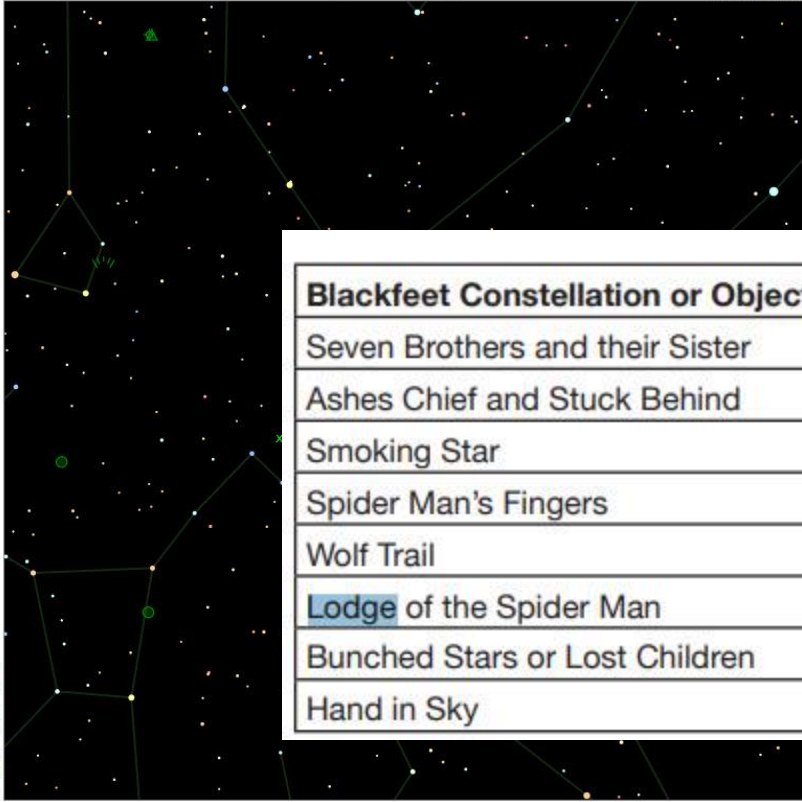 Blackfeet Constellation or Objec
Seven Brothers and their Sister
Ashes Chief and Stuck Behind
Smoking Star
Spider Man’s Fingers
Wolf Trail
Lodge of the Spider Man
Bunched Stars or Lost Children
Hand in Sky